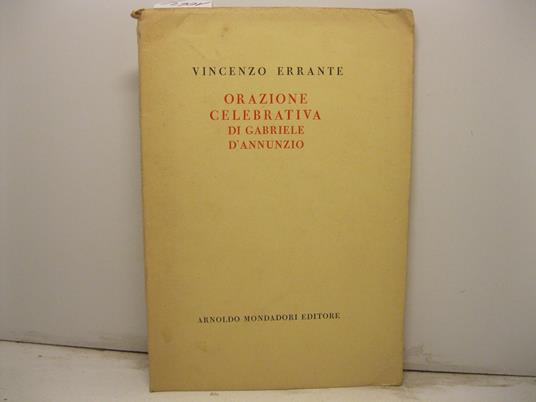 VINCENZO ERRANTE
ORAZIONE
CELEBRATIVA
DI GABRIELE
D'ANNUNZIO
ARNOLDO MONDADORI EDITORE